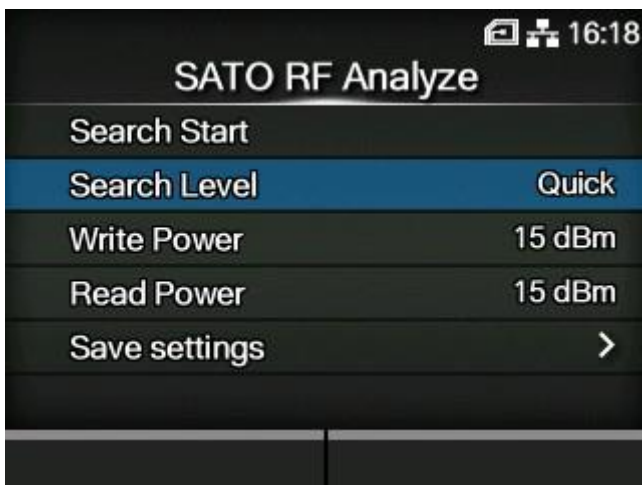 16:18
SATO RF Analyze
Search Start
Search Level Quick
Write Power 15 dBm
Read Power 15 dBm
Save settings